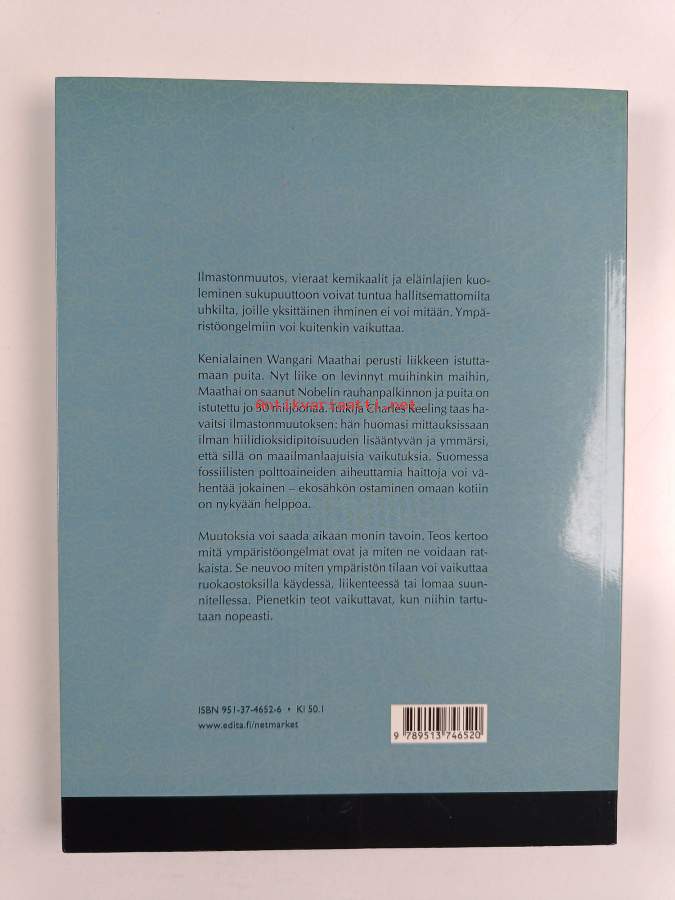 Ilmastonmuutos, vieraat kemikaalit ja eläinlajien kuo-
leminen sukupuuttoon voivat tuntua hallitsemattomilta
uhkilta, joille yksittäinen ihminen ei voi mitään. Ympä-
ristöongelmiin voi kuitenkin vaikuttaa.
Kenialainen Wangari Maathai perusti liikkeen istutta-
maan puita. Nyt liike on levinnyt muihinkin maihin,
Maathai on saanut Nobelin rauhanpalkinnon ja puita on
istutettu jo 30 miljoonaa. Tutkija Charles Keeling taas ha-
Antikvariaatti.net
vaitsi ilmastonmuutoksen: hän huomasi mittauksissaan
ilman hiilidioksidipitoisuuden lisääntyvän ja ymmärsi,
että sillä on maailmanlaajuisia vaikutuksia. Suomessa
fossiilisten polttoaineiden aiheuttamia haittoja voi vä-
hentää jokainen – ekosähkön ostaminen omaan kotiin
on nykyään helppoa.
Muutoksia voi saada aikaan monin tavoin. Teos kertoo
mitä ympäristöongelmat ovat ja miten ne voidaan rat-
kaista. Se neuvoo miten ympäristön tilaan voi vaikuttaa
ruokaostoksilla käydessä, liikenteessä tai lomaa suun-
nitellessa. Pienetkin teot vaikuttavat, kun niihin tartu-
taan nopeasti.
ISBN 951-37-4652-6 • Kl 50.1
www.edita.fi/netmarket
9 789513 746520